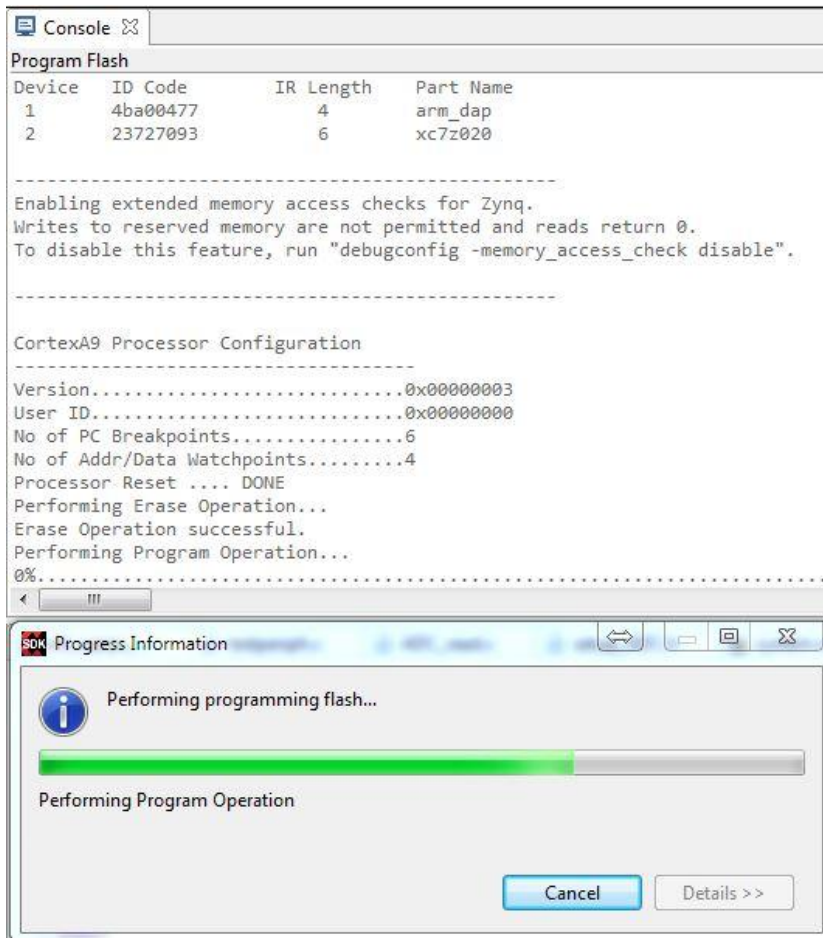 Console
Program Flash
Device ID Code IR Length Part Name
1 4ba00477 4 arm_dap
2 23727093 6 xc7z020
--------------------------------------------------
Enabling extended memory access checks for Zynq.
Writes to reserved memory are not permitted and reads return 0.
To disable this feature, run "debugconfig -memory_access_check disable".
--------------------------------------------------
CortexA9 Processor Configuration
-------------------------------------
Version.............................0x00000003
User ID.............................0x00000000
No of PC Breakpoints................6
No of Addr/Data Watchpoints.........4
Processor Reset .... DONE
Performing Erase Operation...
Erase Operation successful.
Performing Program Operation...
0%...........................................................................
SDK Progress Information
Performing programming flash...
Performing Program Operation
Cancel Details >>